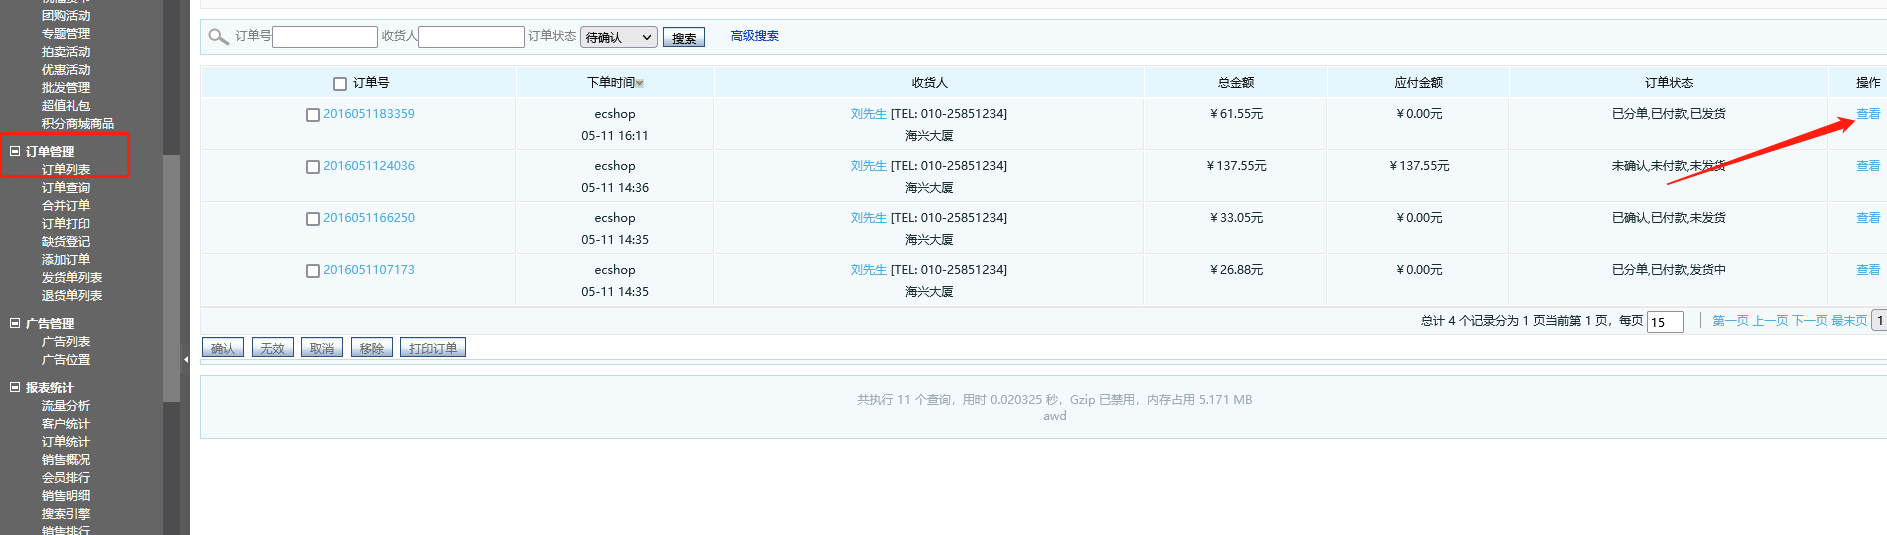 祝福贺卡
团购活动
专题管理
拍卖活动
优惠活动
批发管理
超值礼包
积分商城商品
订单管理
订单列表
订单查询
合并订单
订单打印
缺货登记
添加订单
发货单列表
退货单列表
广告管理
广告列表
广告位置
报表统计
流量分析
客户统计
订单统计
销售概况
会员排行
销售明细
搜索引擎
销售排行
订单号 收货人 订单状态 待确认 搜索 高级搜索
订单号 下单时间 收货人 总金额 应付金额 订单状态 操作
2016051183359 ecshop 刘先生 [TEL: 010-25851234] ￥61.55元 ￥0.00元 已分单,已付款,已发货 查看
05-11 16:11 海兴大厦
2016051124036 ecshop 刘先生 [TEL: 010-25851234] ￥137.55元 ￥137.55元 未确认,未付款,未发货 查看
05-11 14:36 海兴大厦
2016051166250 ecshop 刘先生 [TEL: 010-25851234] ￥33.05元 ￥0.00元 已确认,已付款,未发货 查看
05-11 14:35 海兴大厦
2016051107173 ecshop 刘先生 [TEL: 010-25851234] ￥26.88元 ￥0.00元 已分单,已付款,发货中 查看
05-11 14:35 海兴大厦
总计 4 个记录分为 1 页当前第 1 页，每页 15 第一页 上一页 下一页 最末页 1
确认 无效 取消 移除 打印订单
共执行 11 个查询，用时 0.020325 秒，Gzip 已禁用，内存占用 5.171 MB
awd